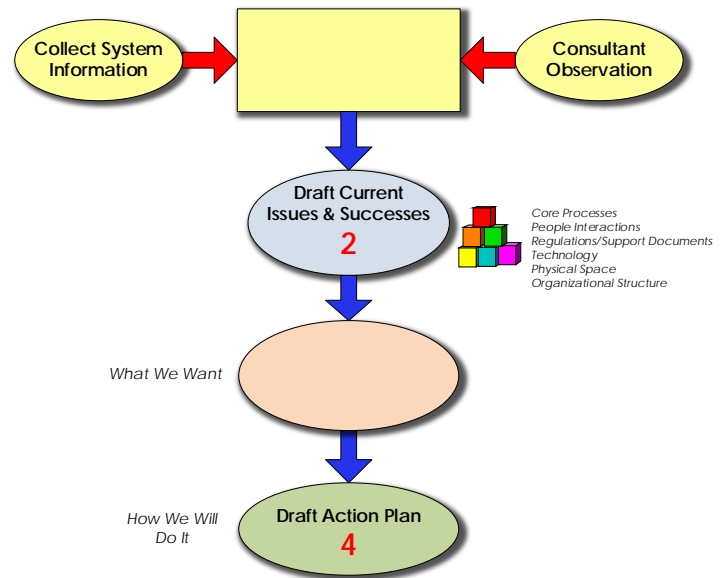 Collect System
Information
Consultant
Observation
Draft Current
Issues & Successes
2
Core Processes
People Interactions
Regulations/Support Documents
Technology
Physical Space
Organizational Structure
What We Want
How We Will
Do It
Draft Action Plan
4